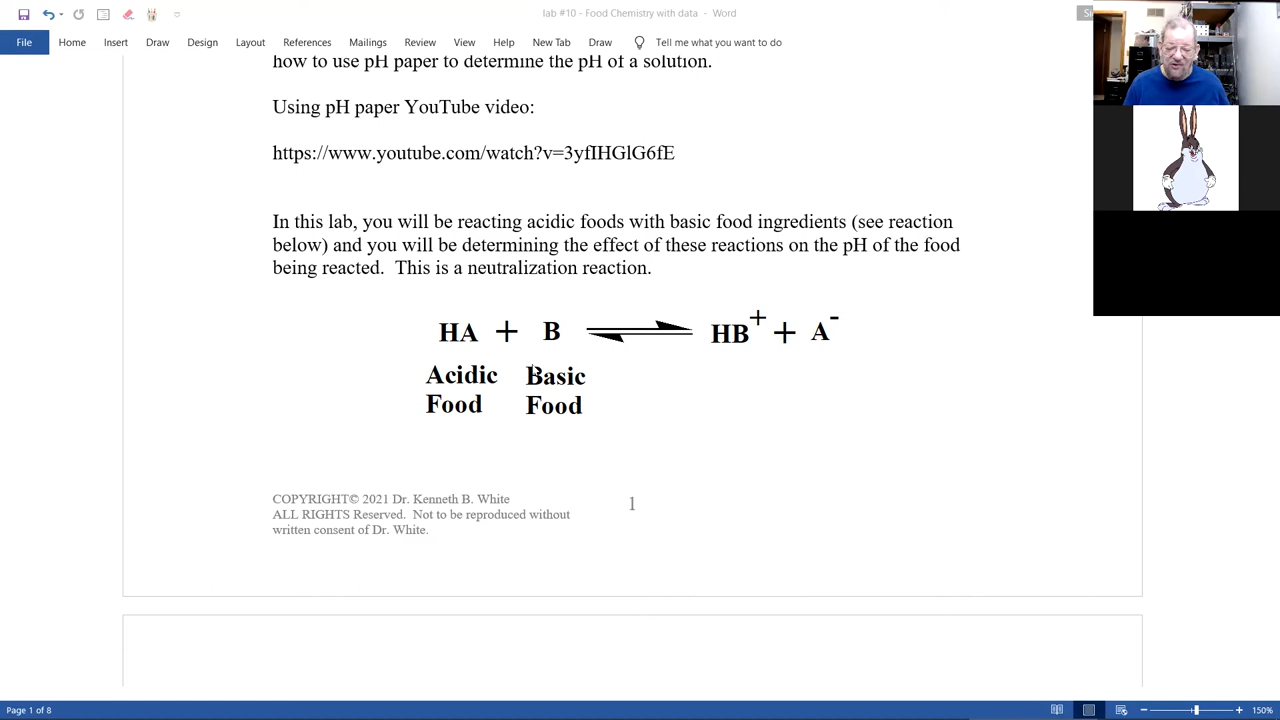 lab #10 - Food Chemistry with data - Word
File Home Insert Draw Design Layout References Mailings Review View Help New Tab Draw Tell me what you want to do
how to use pH paper to determine the pH of a solution.
Using pH paper YouTube video:
https://www.youtube.com/watch?v=3yfIHGlG6fE
In this lab, you will be reacting acidic foods with basic food ingredients (see reaction
below) and you will be determining the effect of these reactions on the pH of the food
being reacted. This is a neutralization reaction.
HA + B ⇌ HB+ + A-
Acidic Basic
Food Food
COPYRIGHT© 2021 Dr. Kenneth B. White
ALL RIGHTS Reserved. Not to be reproduced without
written consent of Dr. White.
1
Page 1 of 8
150%